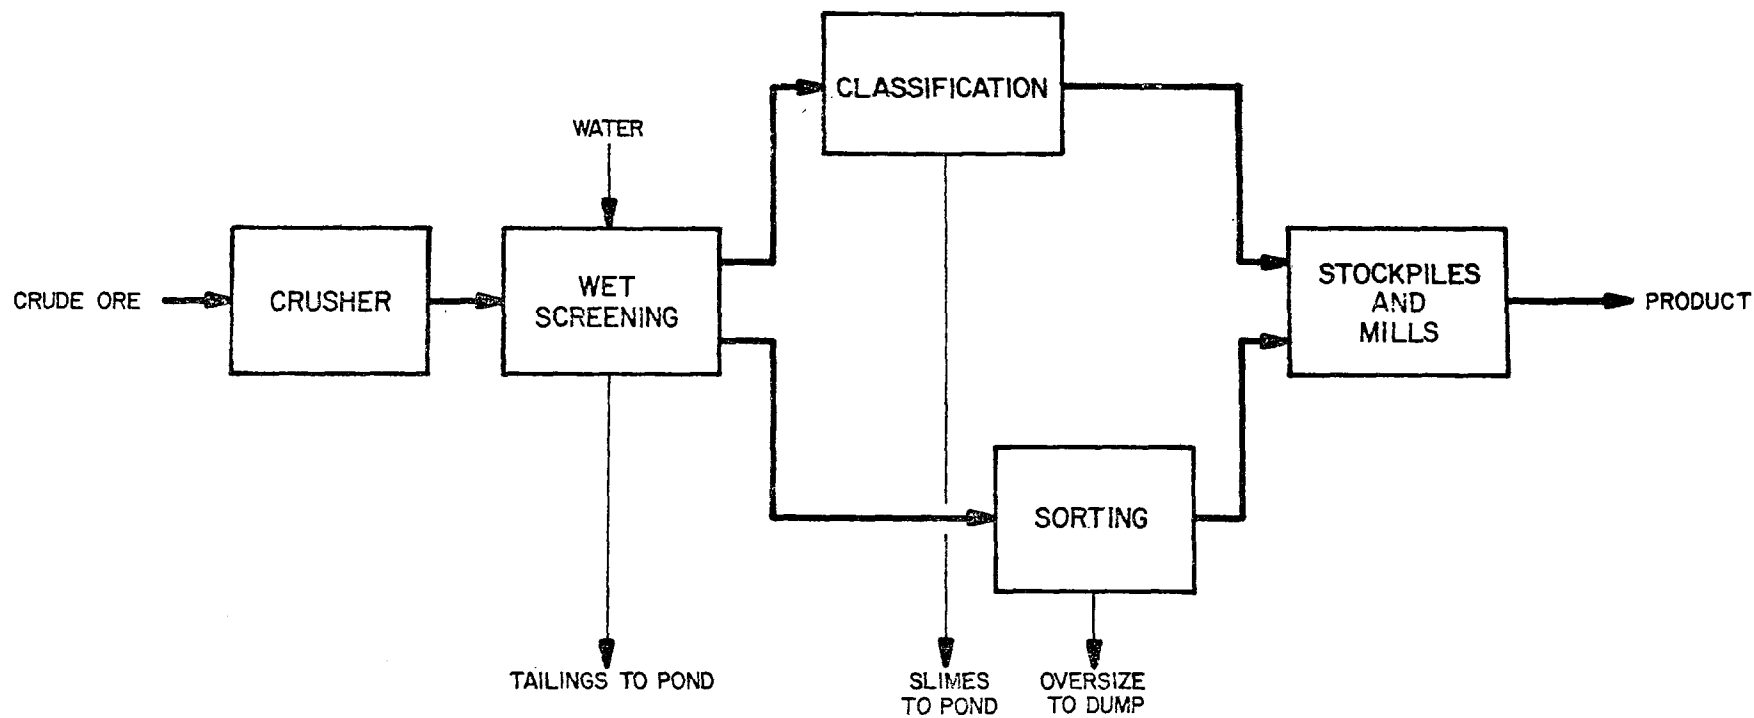 CLASSIFICATION
WATER
CRUDE ORE
CRUSHER
WET
SCREENING
STOCKPILES
AND
MILLS
PRODUCT
SORTING
TAILINGS TO POND
SLIMES
TO POND
OVERSIZE
TO DUMP